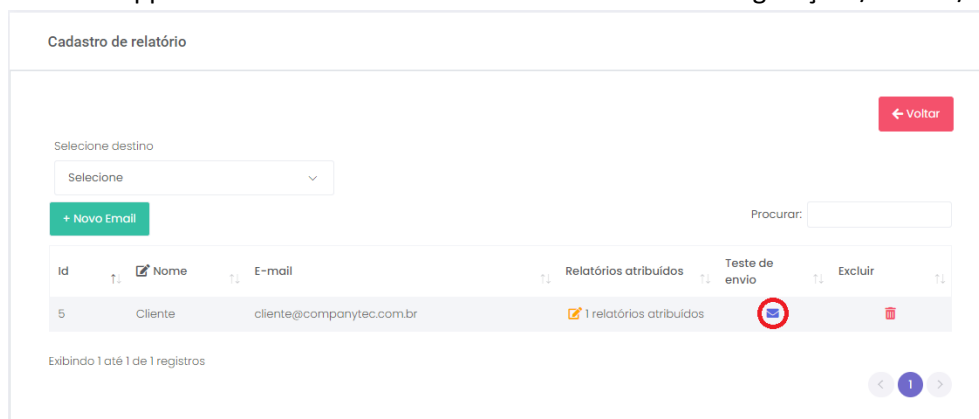 Cadastro de relatório
Voltar
Selecione destino
Selecione
+ Novo Email
Procurar:
Id Nome E-mail Relatórios atribuídos Teste de envio Excluir
5 Cliente cliente@companytec.com.br 1 relatórios atribuídos
Exibindo 1 até 1 de 1 registros
1